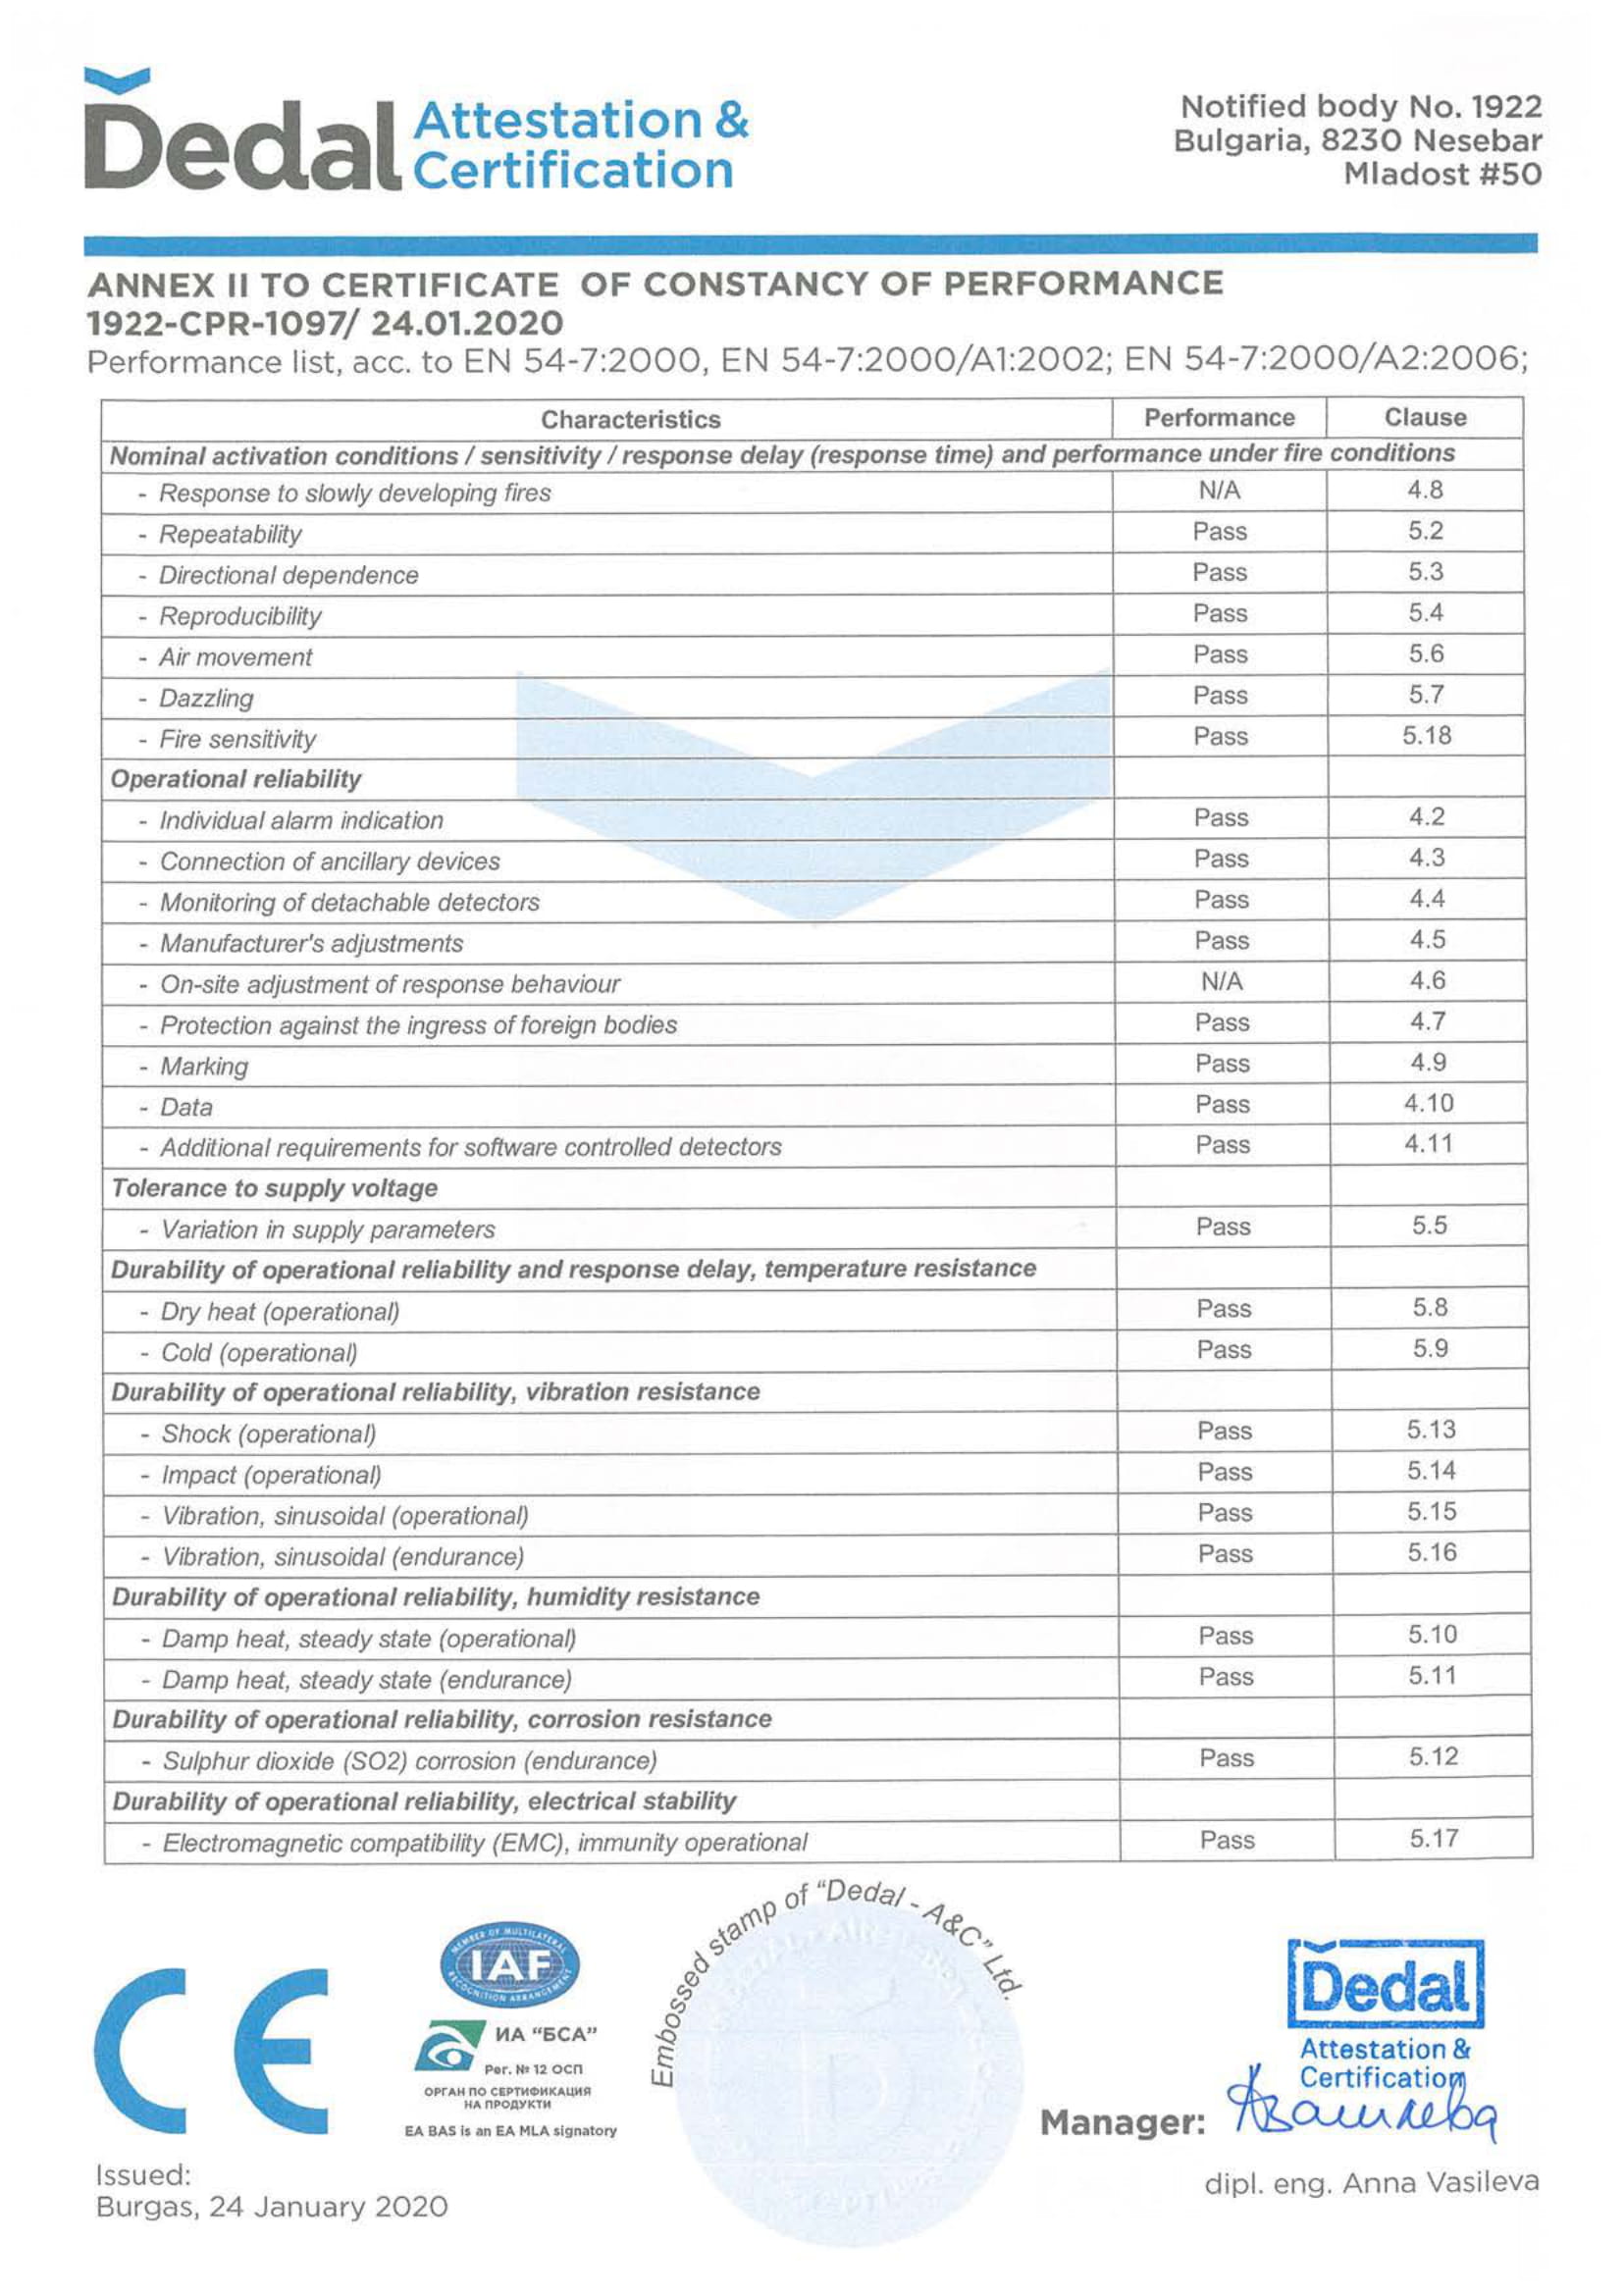 Dedal Attestation &
Certification
Notified body No. 1922
Bulgaria, 8230 Nesebar
Mladost #50
ANNEX II TO CERTIFICATE OF CONSTANCY OF PERFORMANCE
1922-CPR-1097/ 24.01.2020
Performance list, acc. to EN 54-7:2000, EN 54-7:2000/A1:2002; EN 54-7:2000/A2:2006;
Characteristics Performance Clause
Nominal activation conditions / sensitivity / response delay (response time) and performance under fire conditions
- Response to slowly developing fires N/A 4.8
- Repeatability Pass 5.2
- Directional dependence Pass 5.3
- Reproducibility Pass 5.4
- Air movement Pass 5.6
- Dazzling Pass 5.7
- Fire sensitivity Pass 5.18
Operational reliability
- Individual alarm indication Pass 4.2
- Connection of ancillary devices Pass 4.3
- Monitoring of detachable detectors Pass 4.4
- Manufacturer's adjustments Pass 4.5
- On-site adjustment of response behaviour N/A 4.6
- Protection against the ingress of foreign bodies Pass 4.7
- Marking Pass 4.9
- Data Pass 4.10
- Additional requirements for software controlled detectors Pass 4.11
Tolerance to supply voltage
- Variation in supply parameters Pass 5.5
Durability of operational reliability and response delay, temperature resistance
- Dry heat (operational) Pass 5.8
- Cold (operational) Pass 5.9
Durability of operational reliability, vibration resistance
- Shock (operational) Pass 5.13
- Impact (operational) Pass 5.14
- Vibration, sinusoidal (operational) Pass 5.15
- Vibration, sinusoidal (endurance) Pass 5.16
Durability of operational reliability, humidity resistance
- Damp heat, steady state (operational) Pass 5.10
- Damp heat, steady state (endurance) Pass 5.11
Durability of operational reliability, corrosion resistance
- Sulphur dioxide (SO2) corrosion (endurance) Pass 5.12
Durability of operational reliability, electrical stability
- Electromagnetic compatibility (EMC), immunity operational Pass 5.17
CE
MEMBER OF MULTILATERAL
IAF
RECOGNITION ARRANGEMENT
ИА "БСА"
Рег. № 12 ОСП
ОРГАН ПО СЕРТИФИКАЦИЯ
НА ПРОДУКТИ
EA BAS is an EA MLA signatory
Embossed stamp of "Dedal - A&C" Ltd.
Dedal
Attestation &
Certification
Manager:
dipl. eng. Anna Vasileva
Issued:
Burgas, 24 January 2020